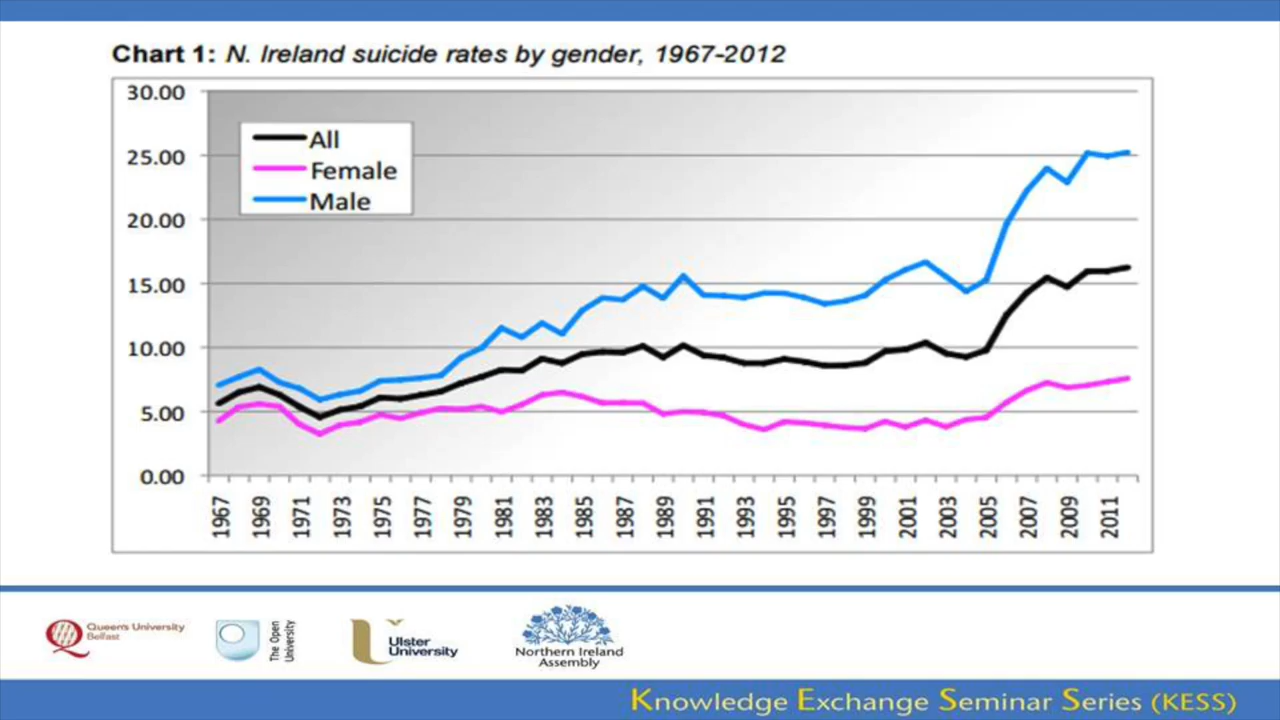 Chart 1: N. Ireland suicide rates by gender, 1967-2012
30.00
25.00
20.00
15.00
10.00
5.00
0.00
All
Female
Male
1967
1969
1971
1973
1975
1977
1979
1981
1983
1985
1987
1989
1991
1993
1995
1997
1999
2001
2003
2005
2007
2009
2011
Queen's University
Belfast
The Open
University
Ulster
University
Northern Ireland
Assembly
Knowledge Exchange Seminar Series (KESS)